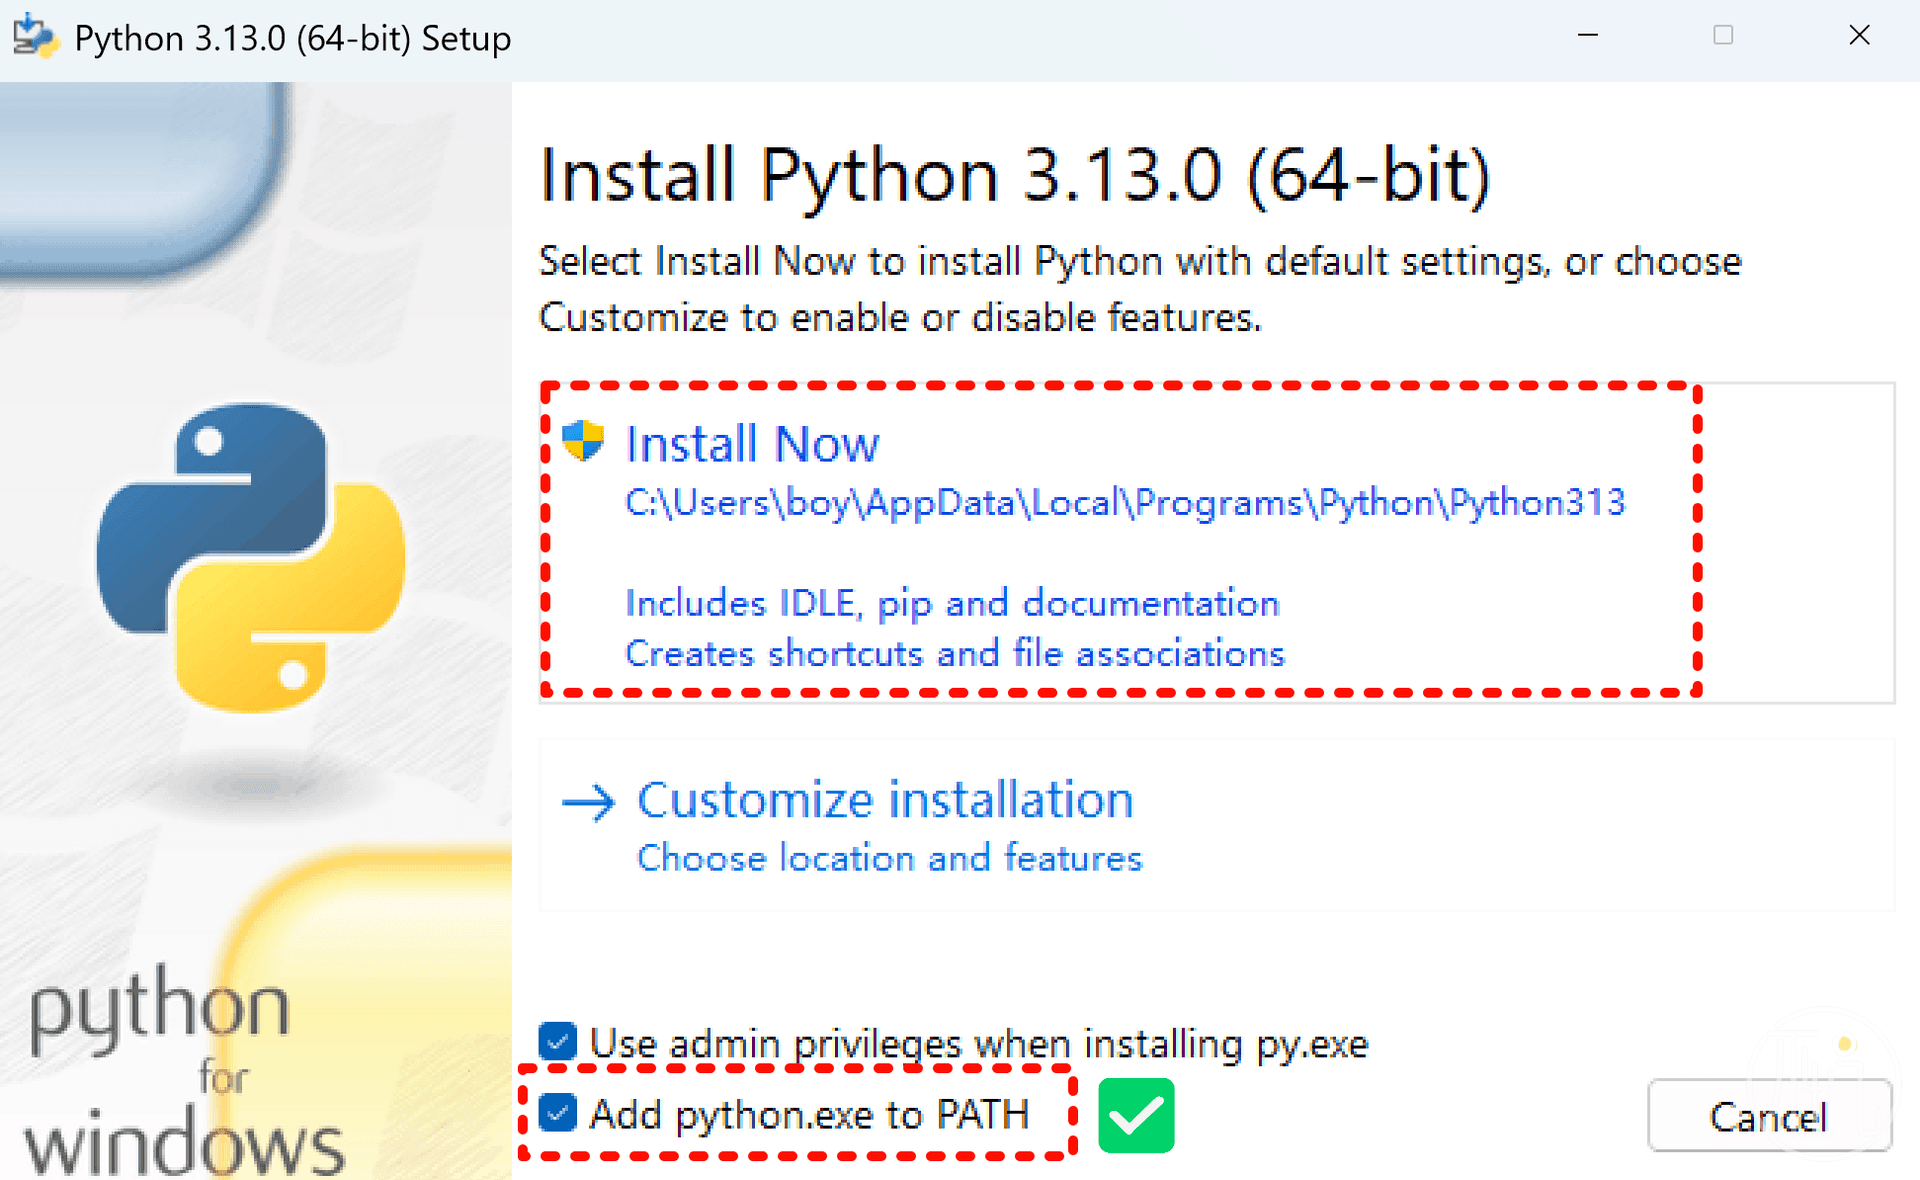 Python 3.13.0 (64-bit) Setup
Install Python 3.13.0 (64-bit)
Select Install Now to install Python with default settings, or choose
Customize to enable or disable features.
Install Now
C:\Users\boy\AppData\Local\Programs\Python\Python313
Includes IDLE, pip and documentation
Creates shortcuts and file associations
Customize installation
Choose location and features
Use admin privileges when installing py.exe
Add python.exe to PATH
Cancel
python
for
windows